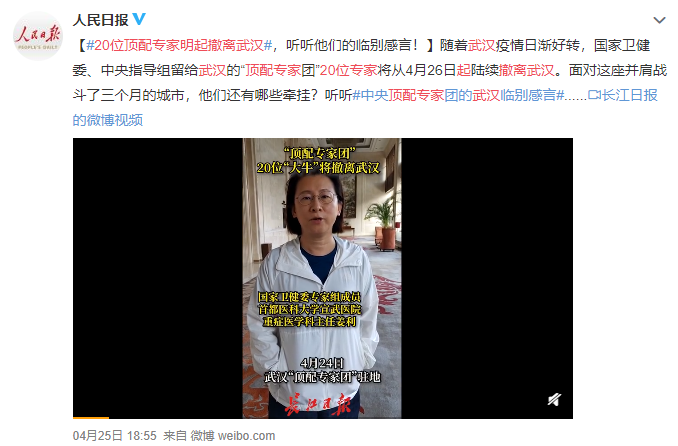 人民日报
PEOPLE'S DAILY
人民日报
【#20位顶配专家明起撤离武汉#，听听他们的临别感言！】随着武汉疫情日渐好转，国家卫健
委、中央指导组留给武汉的“顶配专家团”20位专家将从4月26日起陆续撤离武汉。面对这座并肩战
斗了三个月的城市，他们还有哪些牵挂？听听#中央顶配专家团的武汉临别感言#……长江日报
的微博视频
“顶配专家团”
20位“大牛”将撤离武汉
国家卫健委专家组成员
首都医科大学宣武医院
重症医学科主任姜利
4月24日
武汉“顶配专家团”驻地
长江日报
04月25日 18:55 来自 微博 weibo.com